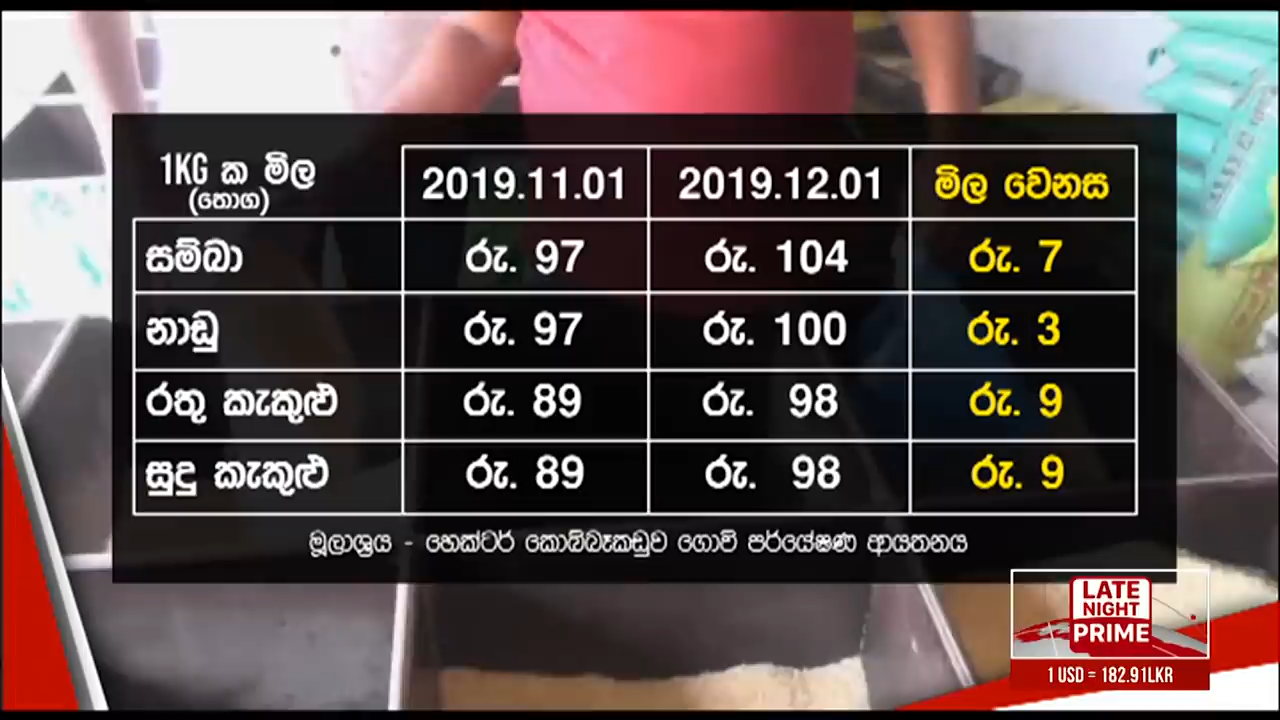 1KG ක මිල
(තොග)
2019.11.01 2019.12.01 මිල වෙනස
සම්බා රු. 97 රු. 104 රු. 7
නාඩු රු. 97 රු. 100 රු. 3
රතු කැකුළු රු. 89 රු. 98 රු. 9
සුදු කැකුළු රු. 89 රු. 98 රු. 9
මූලාශ්‍රය - හෙක්ටර් කොබ්බෑකඩුව ගොවි පර්යේෂණ ආයතනය
LATE
NIGHT
PRIME
1 USD = 182.91LKR